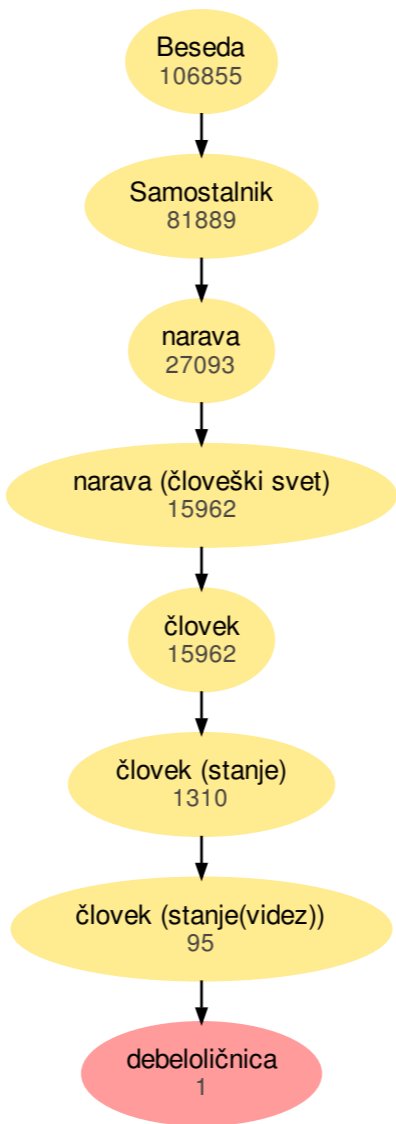 Beseda
106855
Samostalnik
81889
narava
27093
narava (človeški svet)
15962
človek
15962
človek (stanje)
1310
človek (stanje(videz))
95
debeloličnica
1